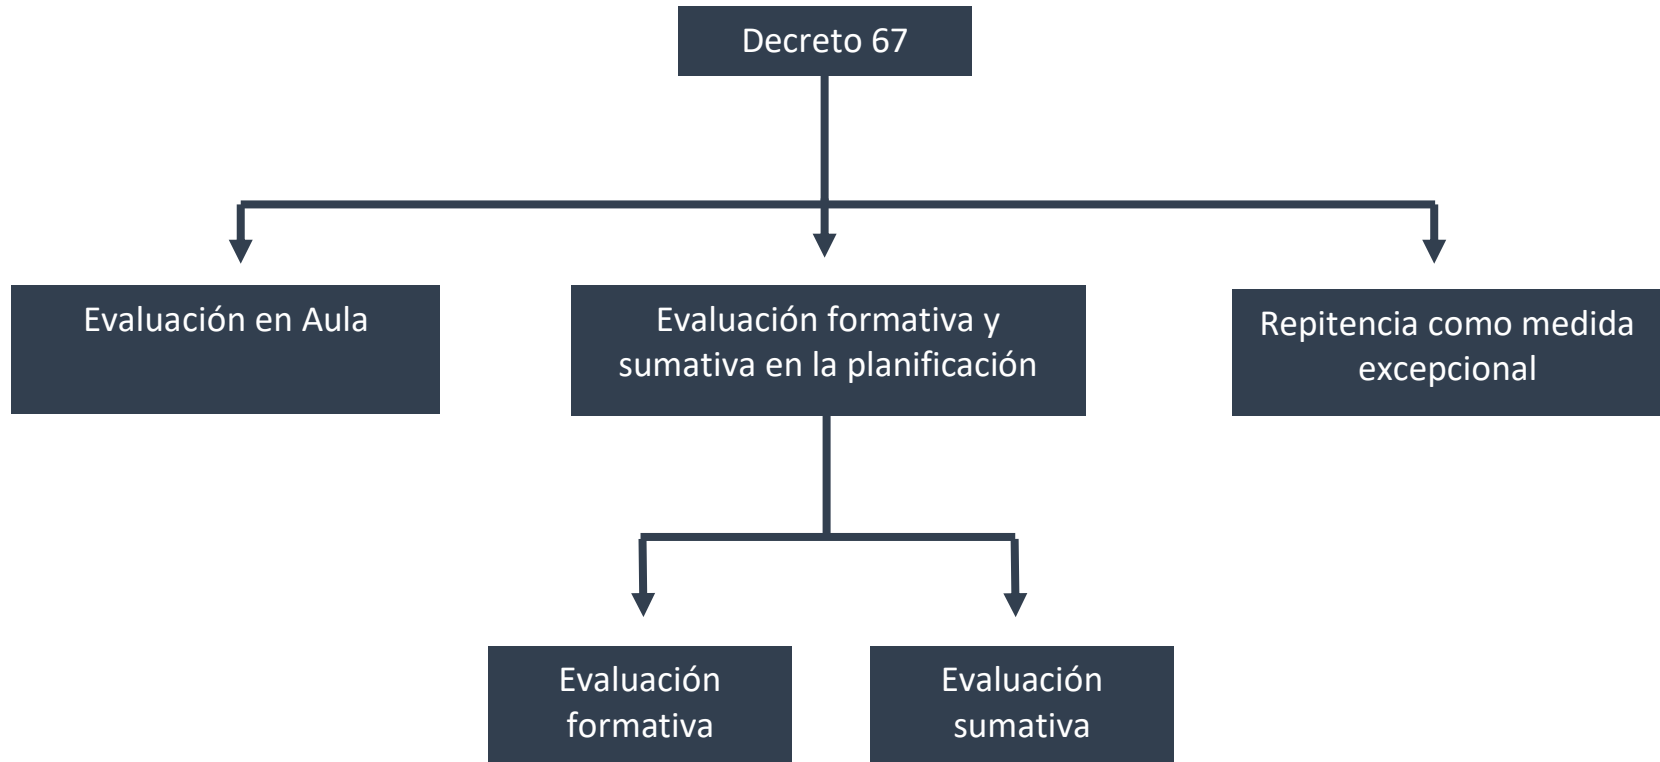 Decreto 67
Evaluación en Aula
Evaluación formativa y
sumativa en la planificación
Repitencia como medida
excepcional
Evaluación
formativa
Evaluación
sumativa